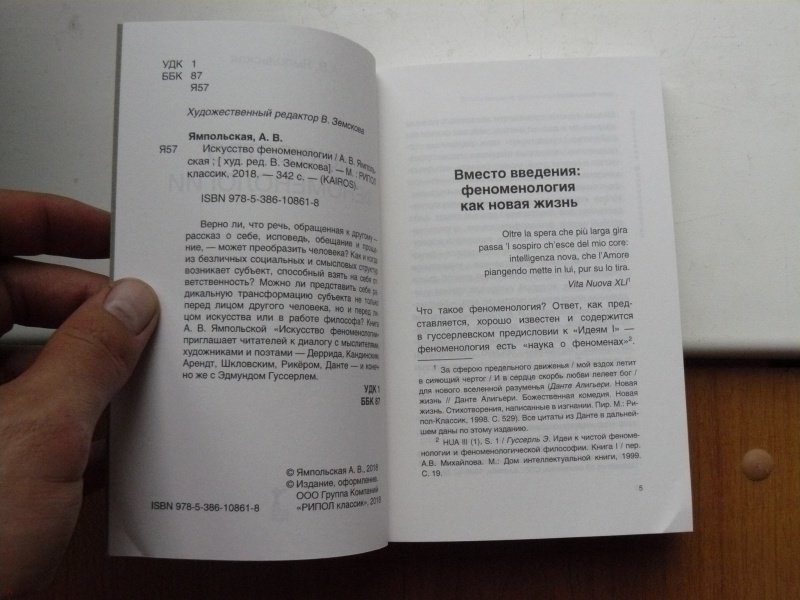 УДК 1
ББК 87
Я57
Художественный редактор В. Земскова
Ямпольская, А. В.
Я57 Искусство феноменологии / А. В. Ямполь-
ская ; [ худ. ред. В. Земскова]. — М. : РИПОЛ
классик, 2018. — 342 с. — (KAIROS).
ISBN 978-5-386-10861-8
Верно ли, что речь, обращенная к другому —
рассказ о себе, исповедь, обещание и проще-
ние, — может преобразить человека? Как и когда
из безличных социальных и смысловых структур
возникает субъект, способный взять на себя от-
ветственность? Можно ли представить себе ра-
дикальную трансформацию субъекта не только
перед лицом другого человека, но и перед ли-
цом искусства или в работе философа? Книга
А. В. Ямпольской «Искусство феноменологии»
приглашает читателей к диалогу с мыслителями,
художниками и поэтами — Деррида, Кандинским,
Арендт, Шкловским, Рикёром, Данте — и конеч-
но же с Эдмундом Гуссерлем.
УДК 1
ББК 87
© Ямпольская А. В., 2018
© Издание, оформление.
ООО Группа Компаний
«РИПОЛ классик», 2018
ISBN 978-5-386-10861-8
Вместо введения:
феноменология
как новая жизнь
Oltre la spera che più larga gira
passa 'l sospiro ch'esce del mio core:
intelligenza nova, che l'Amore
piangendo mette in lui, pur su lo tira.
Vita Nuova XLI¹
Что такое феноменология? Ответ, как пред-
ставляется, хорошо известен и содержится
в гуссерлевском предисловии к «Идеям I» —
феноменология есть «наука о феноменах»².
¹ За сферою предельного движенья / мой вздох летит
в сияющий чертог / И в сердце скорбь любви лелеет бог /
для нового вселенной разуменья (Данте Алигьери. Новая
жизнь // Данте Алигьери. Божественная комедия. Новая
жизнь. Стихотворения, написанные в изгнании. Пир. М.: Ри-
пол-Классик, 1998. С. 529). Все цитаты из Данте в дальней-
шем даны по этому изданию.
² HUA III (1), S. 1 / Гуссерль Э. Идеи к чистой феноме-
нологии и феноменологической философии. Книга I / пер.
А.В. Михайлова. М.: Дом интеллектуальной книги, 1999.
С. 19.
5